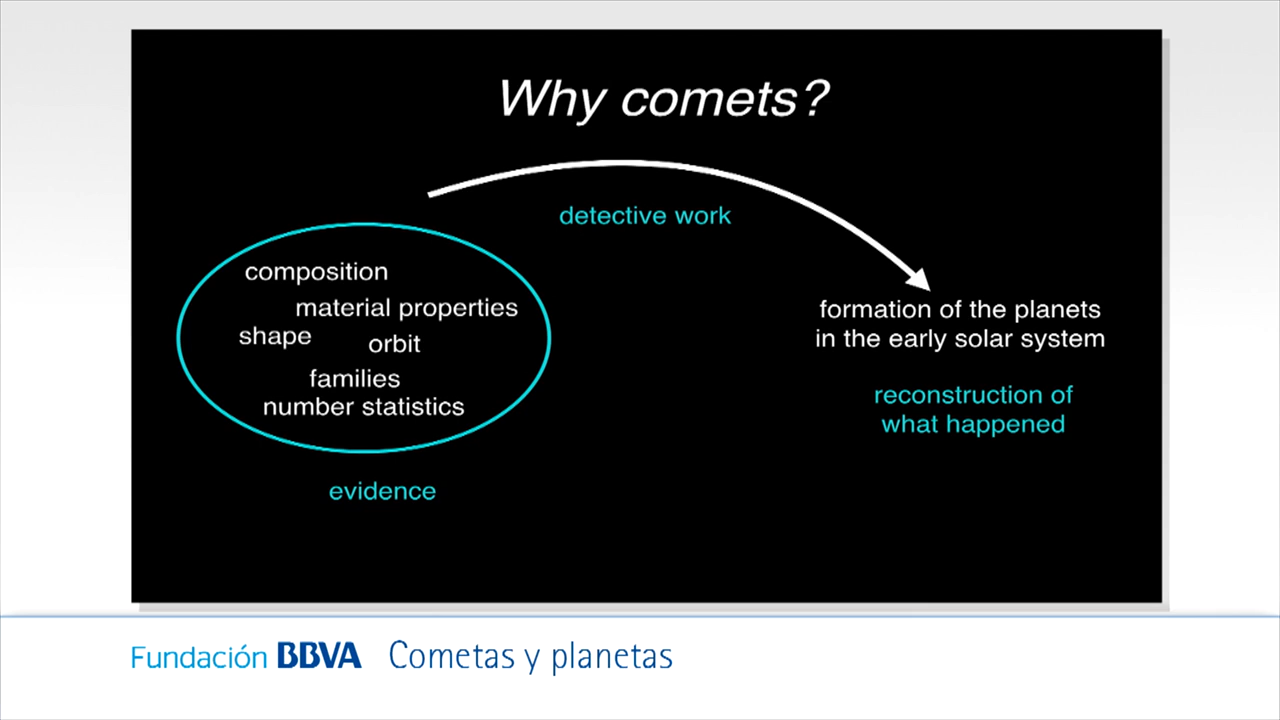 Why comets?
detective work
composition
material properties
shape
orbit
families
number statistics
evidence
formation of the planets
in the early solar system
reconstruction of
what happened
Fundación BBVA Cometas y planetas